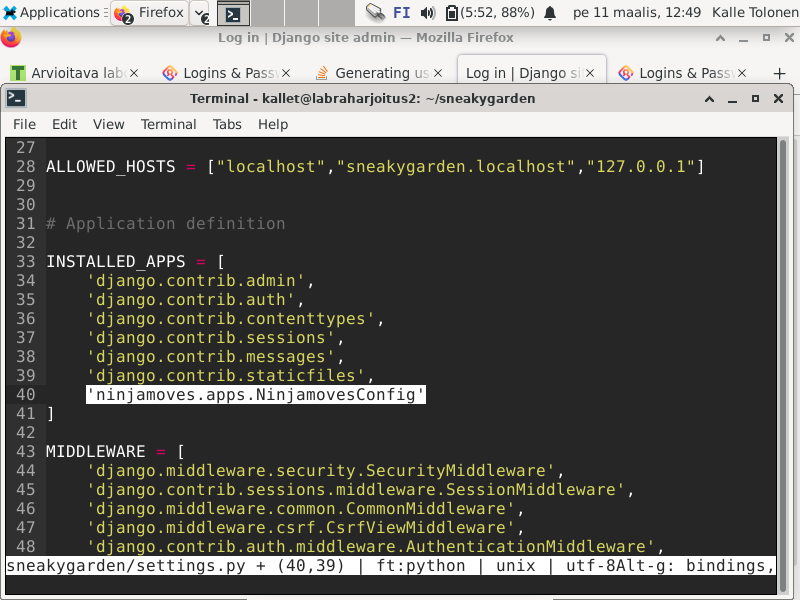 Applications Firefox 2 2 FI (5:52, 88%) pe 11 maalis, 12:49 Kalle Tolonen
Log in | Django site admin — Mozilla Firefox
Arvioitava lab Logins & Pass Generating us Log in | Django si Logins & Pass
Terminal - kallet@labraharjoitus2: ~/sneakygarden
File Edit View Terminal Tabs Help
27
28 ALLOWED_HOSTS = ["localhost","sneakygarden.localhost","127.0.0.1"]
29
30
31 # Application definition
32
33 INSTALLED_APPS = [
34 'django.contrib.admin',
35 'django.contrib.auth',
36 'django.contrib.contenttypes',
37 'django.contrib.sessions',
38 'django.contrib.messages',
39 'django.contrib.staticfiles',
40 'ninjamoves.apps.NinjamovesConfig'
41 ]
42
43 MIDDLEWARE = [
44 'django.middleware.security.SecurityMiddleware',
45 'django.contrib.sessions.middleware.SessionMiddleware',
46 'django.middleware.common.CommonMiddleware',
47 'django.middleware.csrf.CsrfViewMiddleware',
48 'django.contrib.auth.middleware.AuthenticationMiddleware',
sneakygarden/settings.py + (40,39) | ft:python | unix | utf-8Alt-g: bindings,